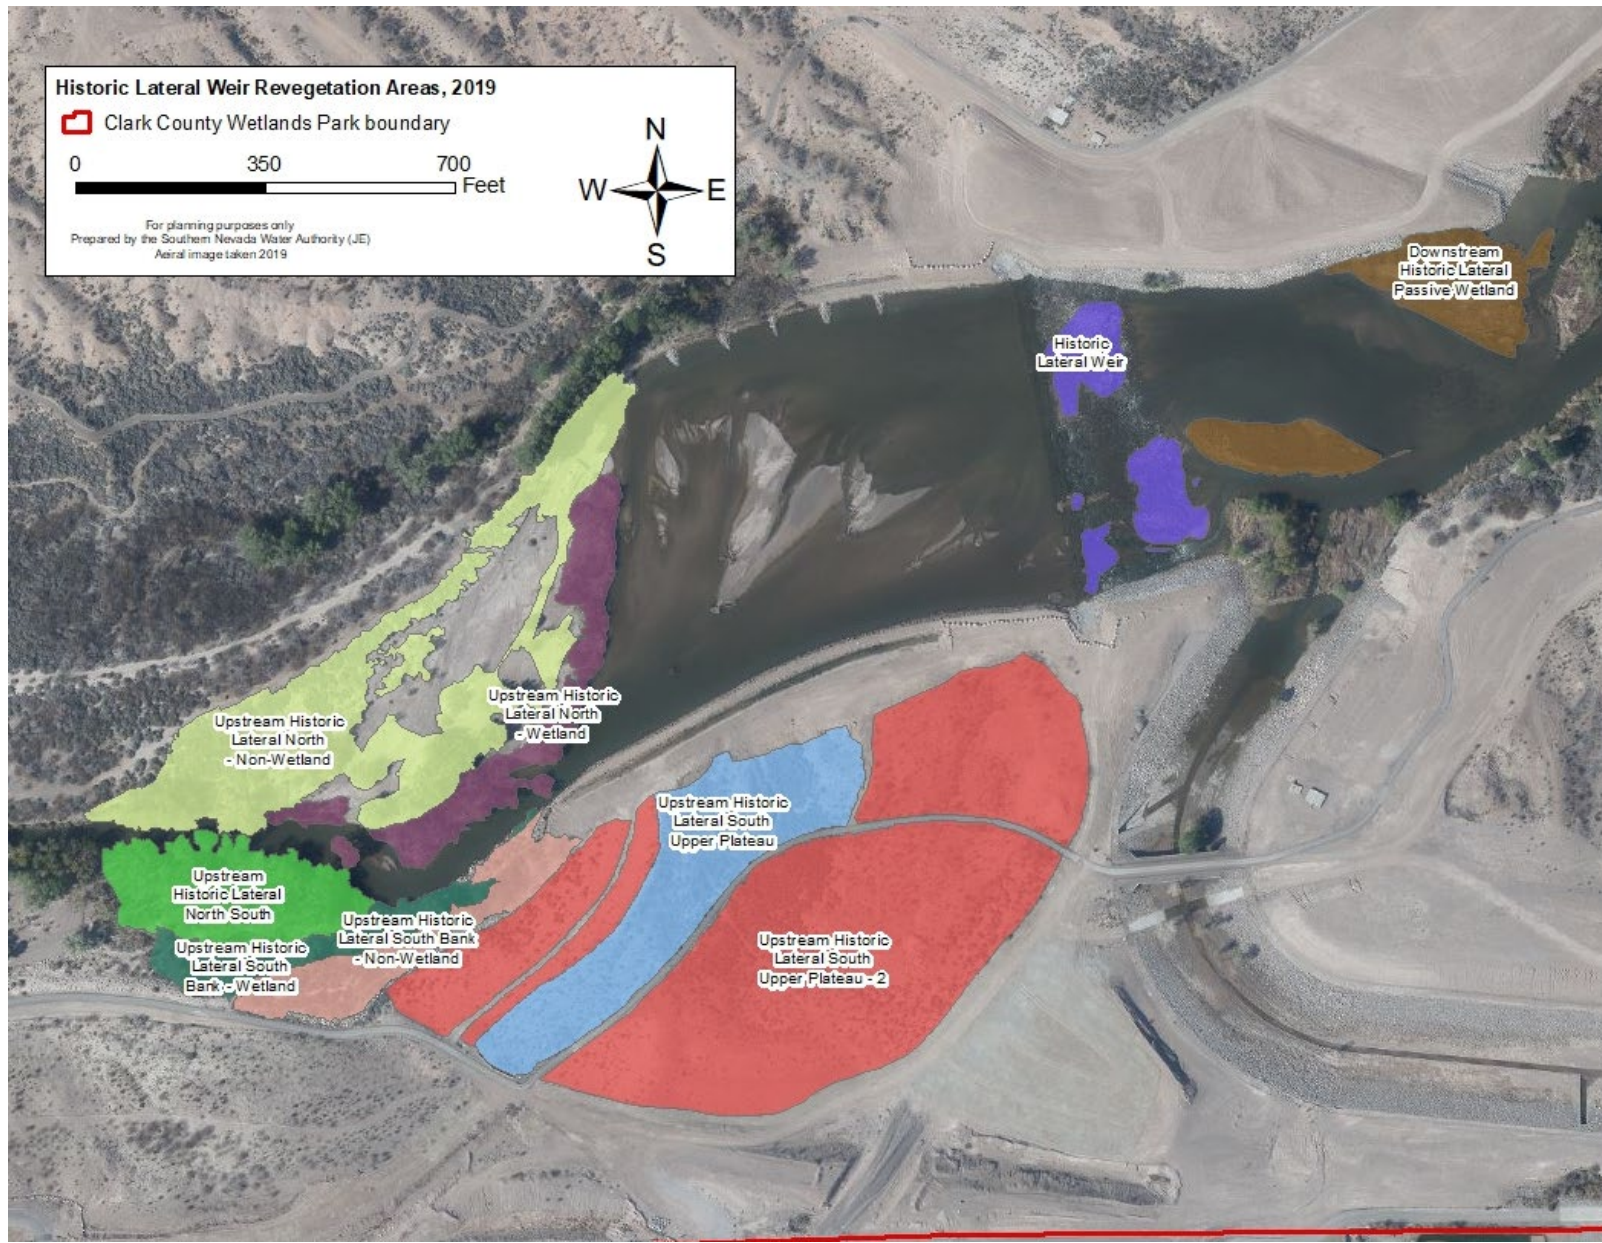 Historic Lateral Weir Revegetation Areas, 2019
Clark County Wetlands Park boundary
0 350 700
Feet
For planning purposes only
Prepared by the Southern Nevada Water Authority (JE)
Aeiral image taken 2019
N
W E
S
Downstream
Historic Lateral
Passive Wetland
Historic
Lateral Weir
Upstream Historic
Lateral North
- Wetland
Upstream Historic
Lateral North
- Non-Wetland
Upstream Historic
Lateral South
Upper Plateau
Upstream
Historic Lateral
North South
Upstream Historic
Lateral South Bank
- Non-Wetland
Upstream Historic
Lateral South
Bank - Wetland
Upstream Historic
Lateral South
Upper Plateau - 2